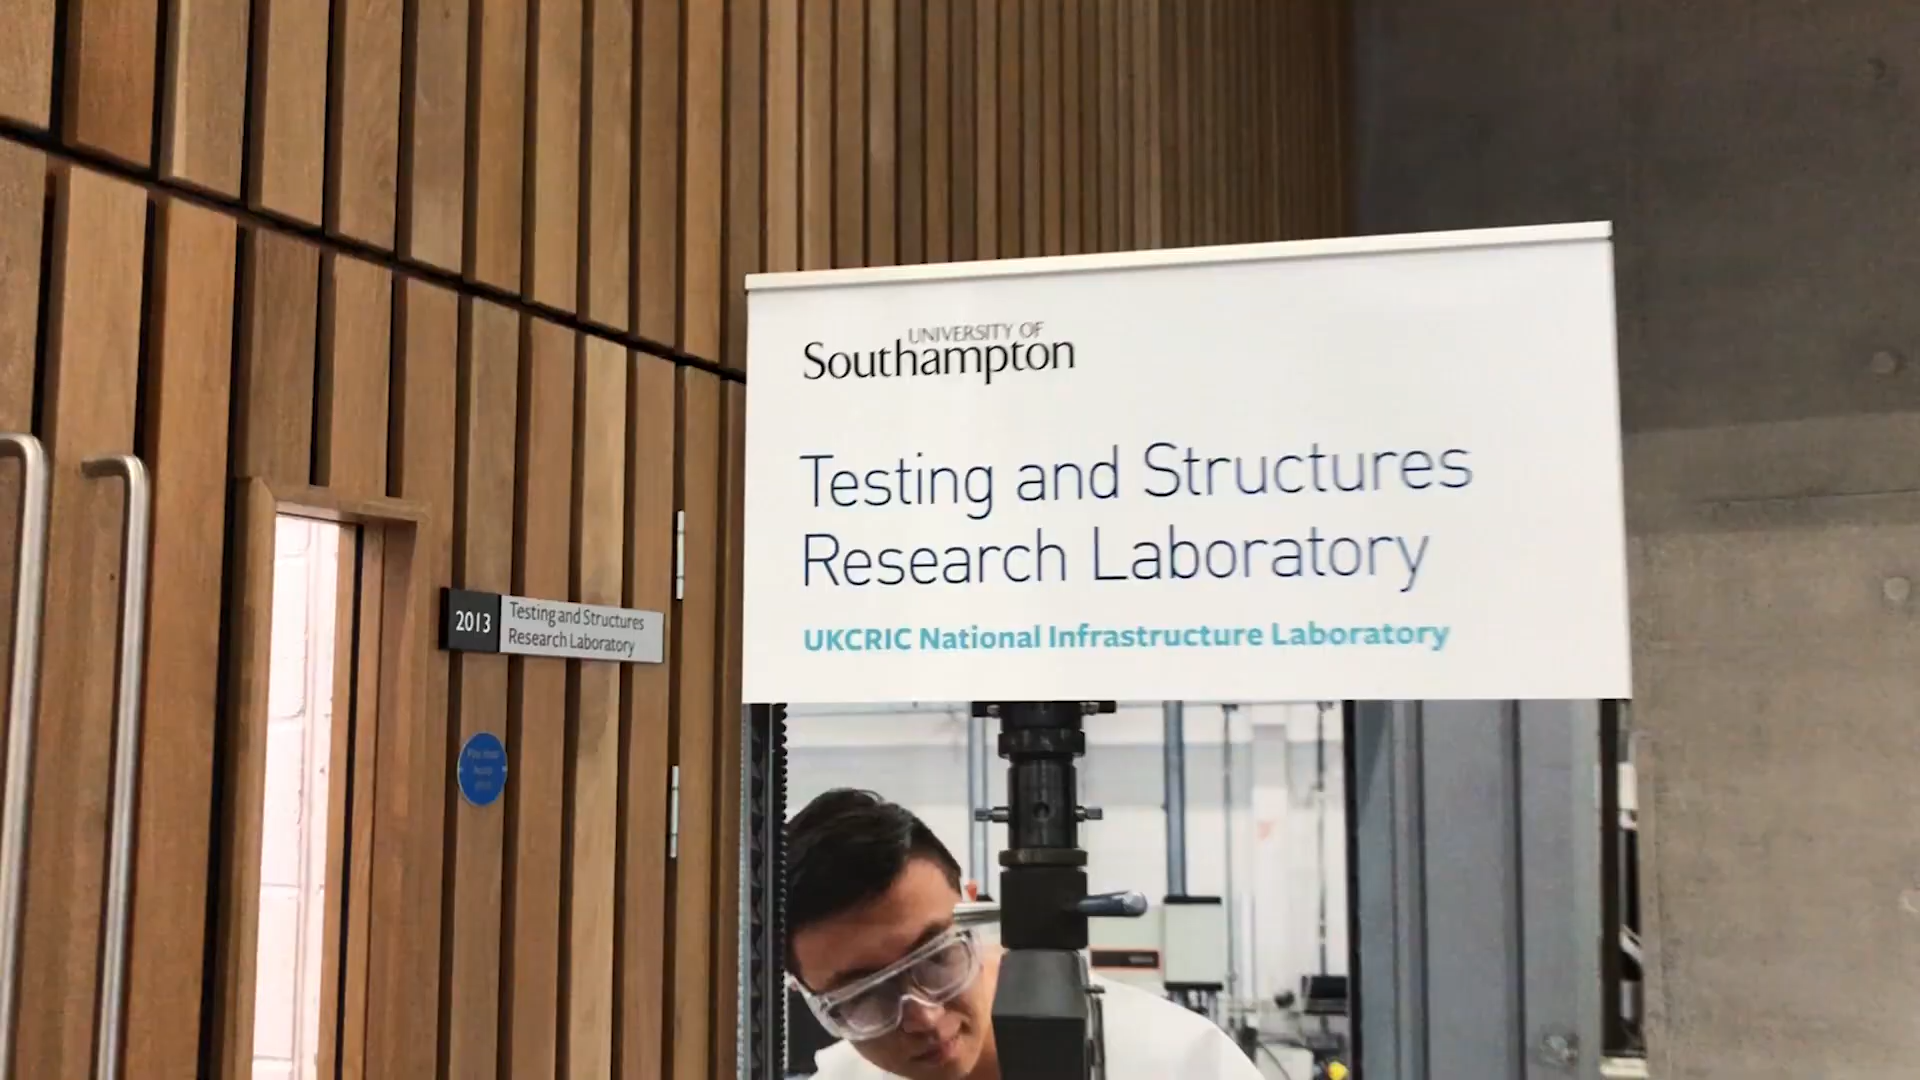 UNIVERSITY OF
Southampton
Testing and Structures
Research Laboratory
UKCRIC National Infrastructure Laboratory
2013
Testing and Structures
Research Laboratory